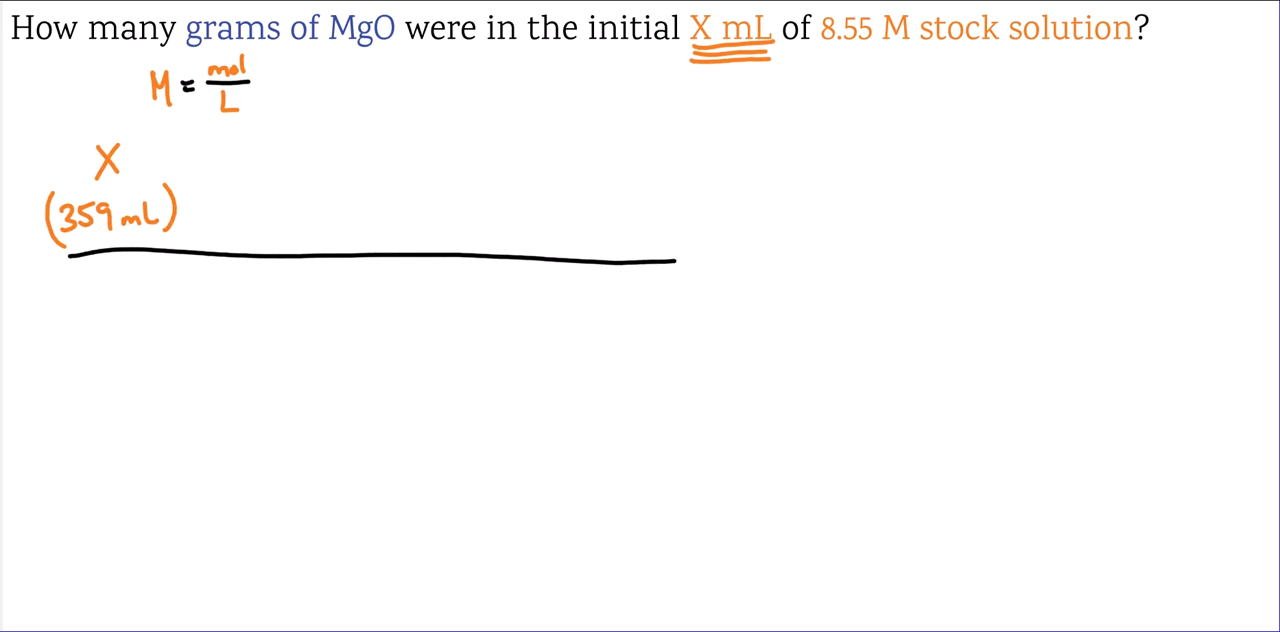 How many grams of MgO were in the initial X mL of 8.55 M stock solution?
M = mol
L
X
(359 mL)